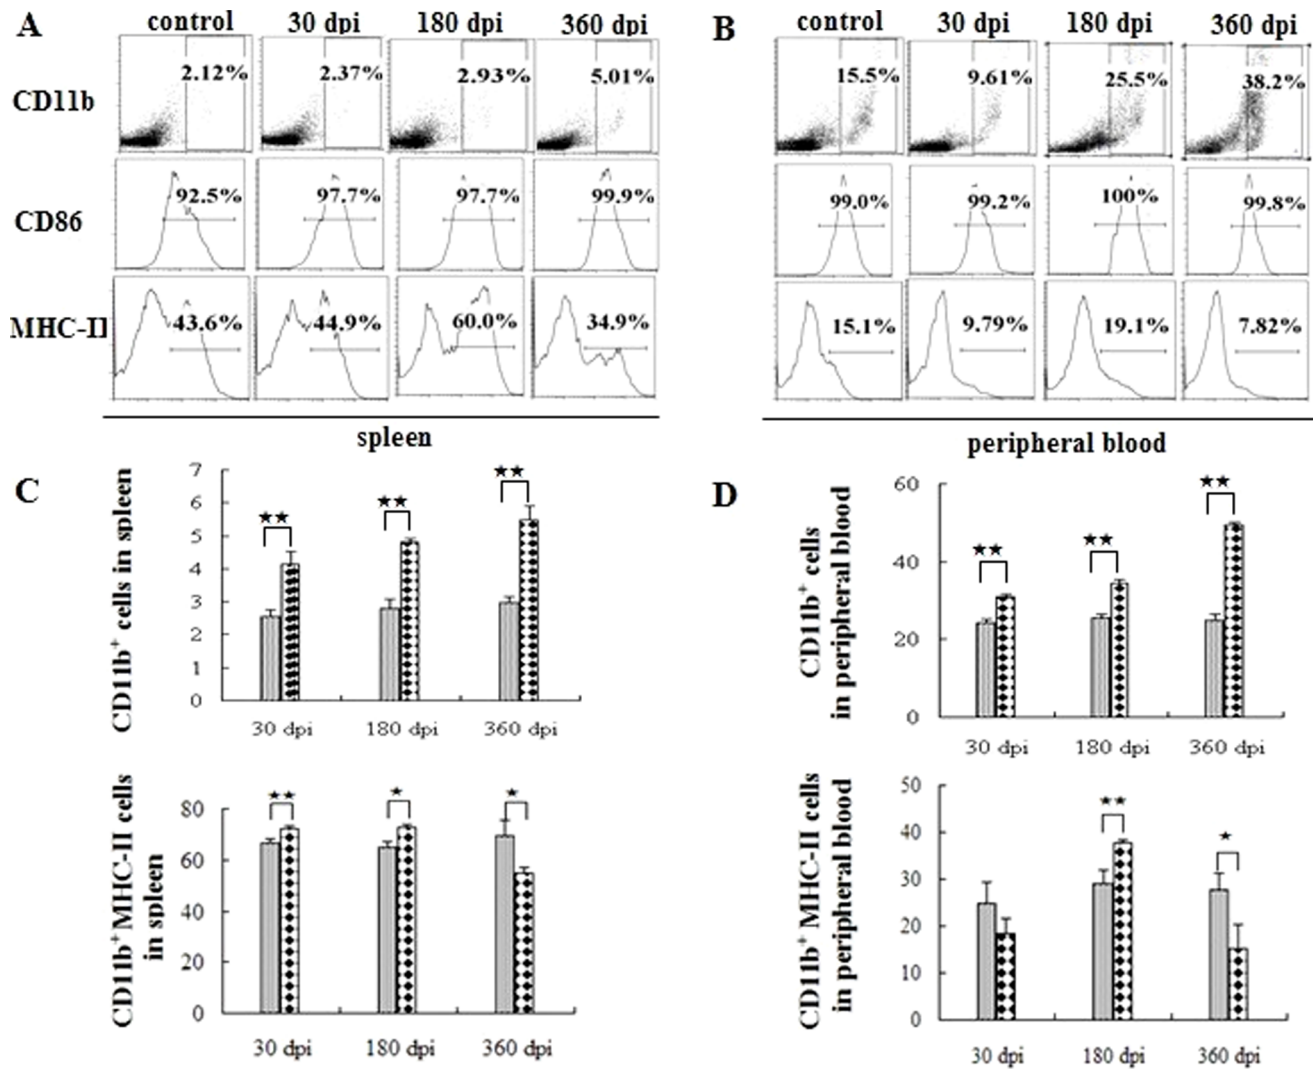 A
control 30 dpi 180 dpi 360 dpi
CD11b
2.12% 2.37% 2.93% 5.01%
CD86
92.5% 97.7% 97.7% 99.9%
MHC-II
43.6% 44.9% 60.0% 34.9%
spleen
B
control 30 dpi 180 dpi 360 dpi
15.5% 9.61% 25.5% 38.2%
99.0% 99.2% 100% 99.8%
15.1% 9.79% 19.1% 7.82%
peripheral blood
C
CD11b+ cells in spleen
7
6
5
4
3
2
1
0
★★ ★★ ★★
30 dpi 180 dpi 360 dpi
CD11b+MHC-II cells
in spleen
80
60
40
20
0
★★ ★ ★
30 dpi 180 dpi 360 dpi
D
CD11b+ cells
in peripheral blood
60
40
20
0
★★ ★★ ★★
30 dpi 180 dpi 360 dpi
CD11b+ MHC-II cells
in peripheral blood
50
40
30
20
10
0
★★ ★
30 dpi 180 dpi 360 dpi